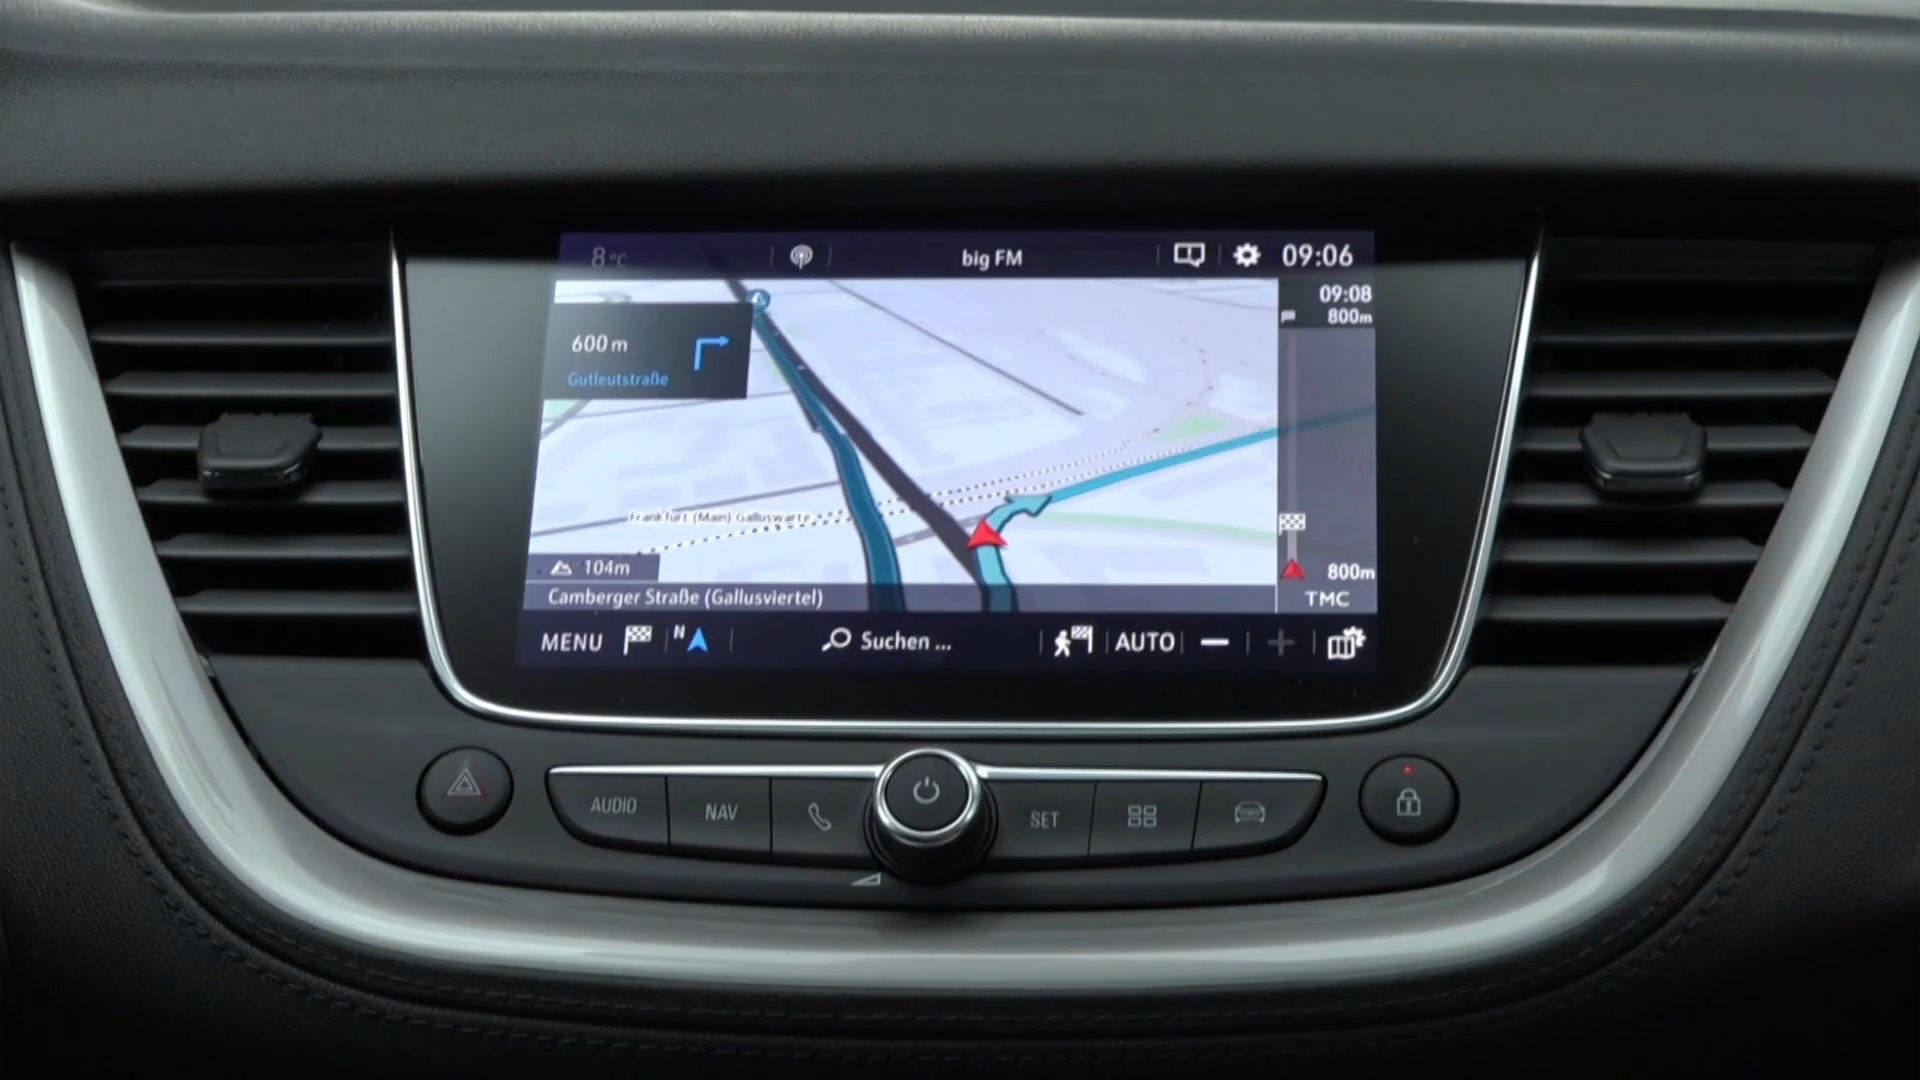 8°C
big FM
09:06
09:08
800m
600 m
Gutleutstraße
Frankfurt (Main) Galluswarte
104m
800m
Camberger Straße (Gallusviertel)
TMC
MENU
N
Suchen ...
AUTO
AUDIO
NAV
SET